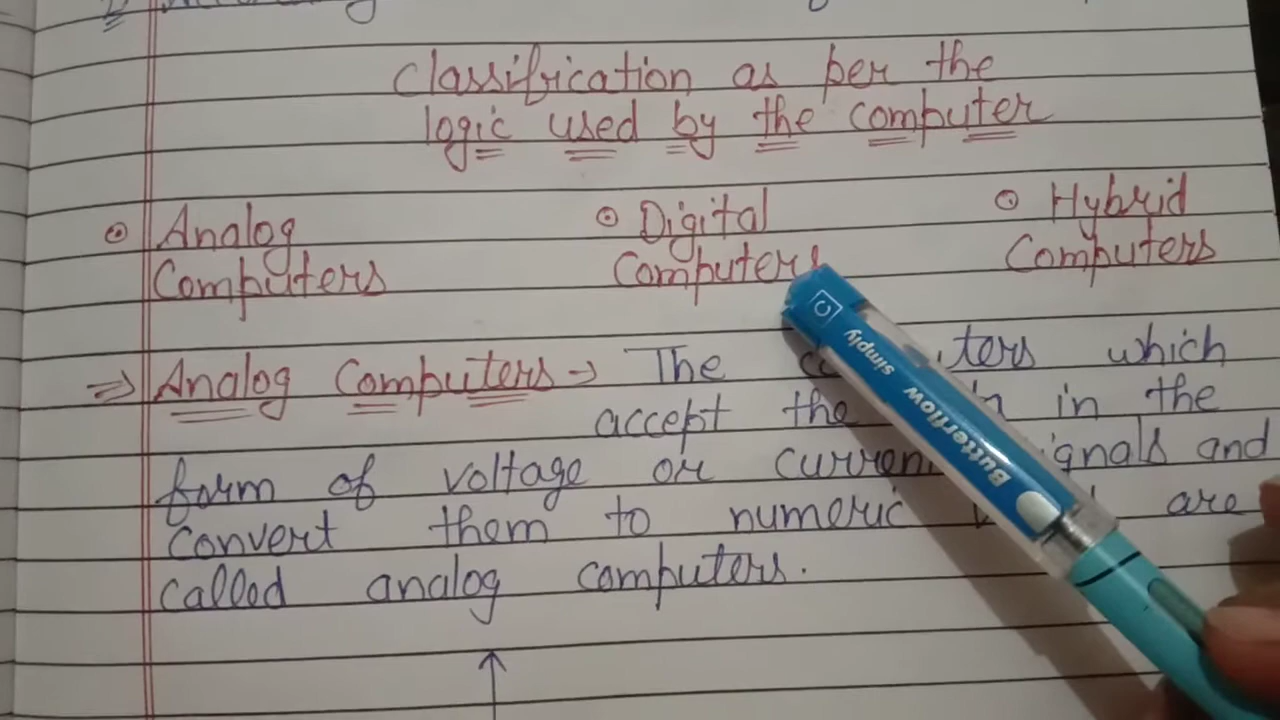 Classification as per the
logic used by the computer
Analog
Computers
Digital
Computers
Hybrid
Computers
⇒ Analog Computers → The which
accept the in the
form of voltage or signals and
convert them to numeric are
called analog computers.
simply
Butterflow